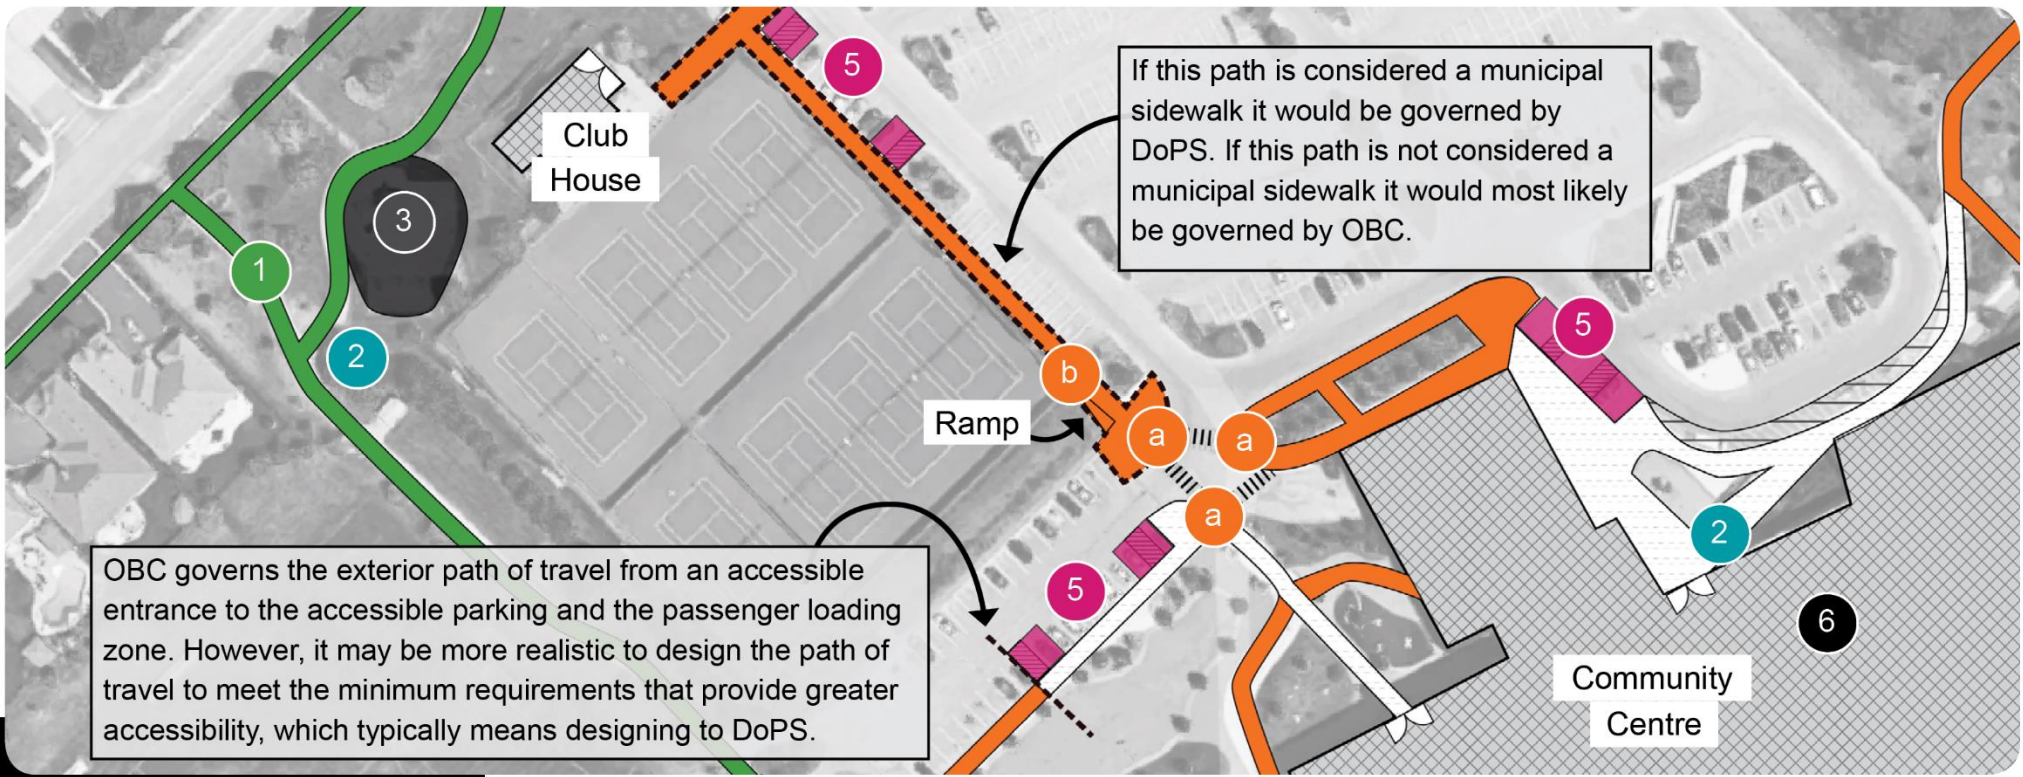 5
If this path is considered a municipal
sidewalk it would be governed by
DoPS. If this path is not considered a
municipal sidewalk it would most likely
be governed by OBC.
Club
House
3
1
2
5
b
Ramp
a
a
a
2
5
OBC governs the exterior path of travel from an accessible
entrance to the accessible parking and the passenger loading
zone. However, it may be more realistic to design the path of
travel to meet the minimum requirements that provide greater
accessibility, which typically means designing to DoPS.
6
Community
Centre